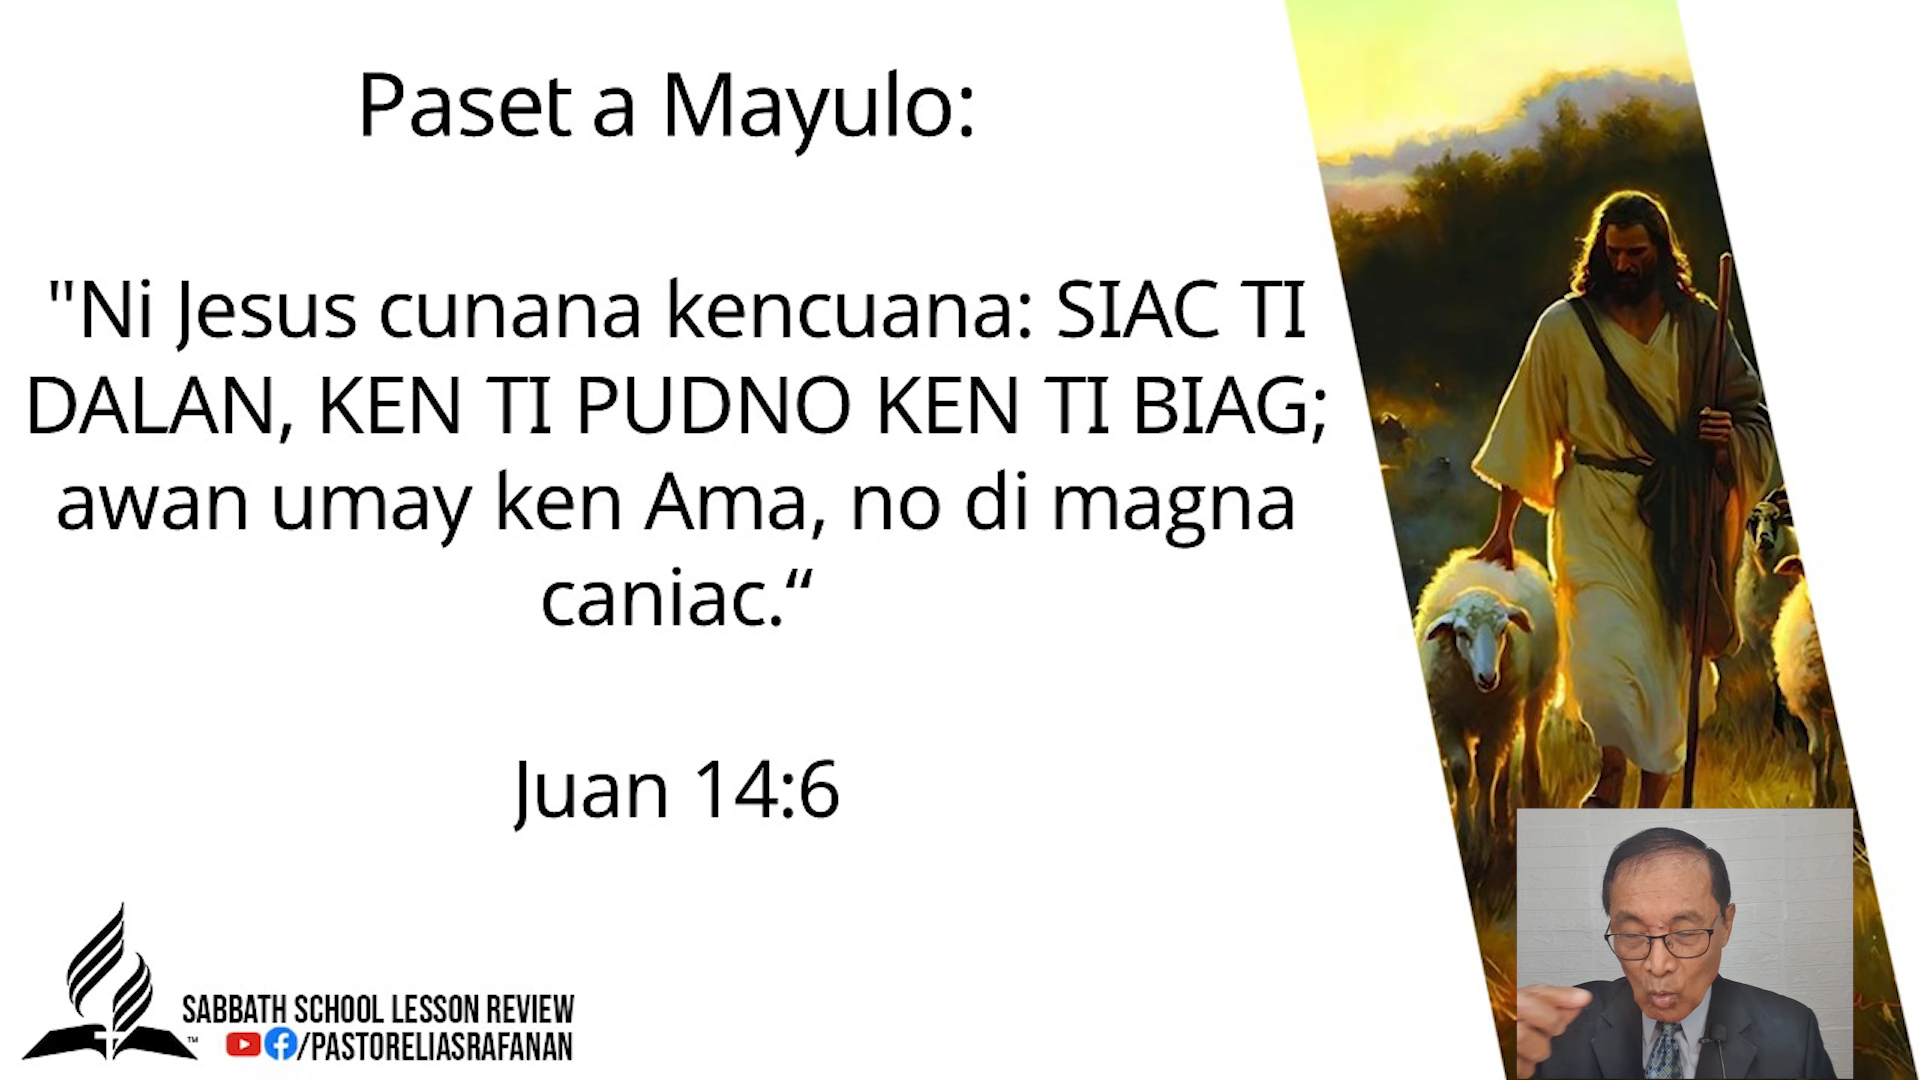 Paset a Mayulo:
"Ni Jesus cunana kencuana: SIAC TI
DALAN, KEN TI PUDNO KEN TI BIAG;
awan umay ken Ama, no di magna
caniac.“
Juan 14:6
SABBATH SCHOOL LESSON REVIEW
/PASTORELIASRAFANAN
™